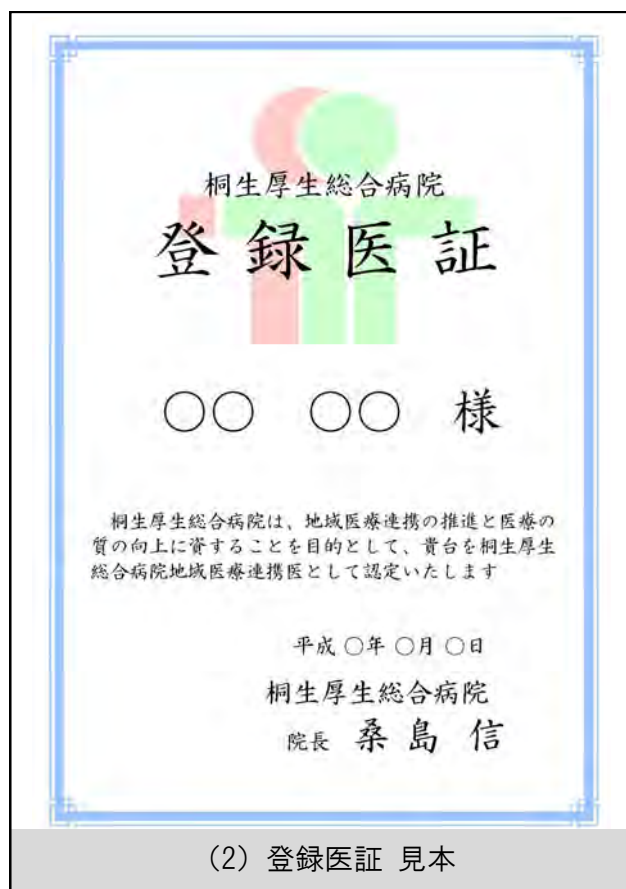 桐生厚生総合病院
登録医証
○○　○○　様
桐生厚生総合病院は、地域医療連携の推進と医療の
質の向上に資することを目的として、貴台を桐生厚生
総合病院地域医療連携医として認定いたします
平成 ○年 ○月 ○日
桐生厚生総合病院
院長 桑島 信
(2) 登録医証 見本